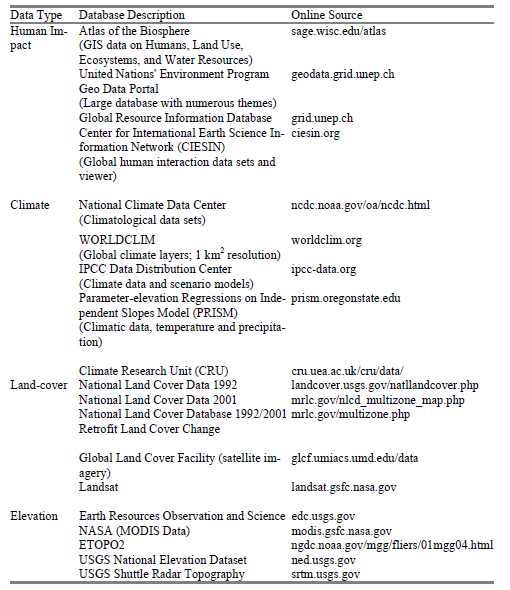 Data Type Database Description Online Source
Human Im- Atlas of the Biosphere sage.wisc.edu/atlas
pact (GIS data on Humans, Land Use,
Ecosystems, and Water Resources)
United Nations' Environment Program geodata.grid.unep.ch
Geo Data Portal
(Large database with numerous themes)
Global Resource Information Database grid.unep.ch
Center for International Earth Science In- ciesin.org
formation Network (CIESIN)
(Global human interaction data sets and
viewer)
Climate National Climate Data Center ncdc.noaa.gov/oa/ncdc.html
(Climatological data sets)
WORLDCLIM worldclim.org
(Global climate layers; 1 km² resolution)
IPCC Data Distribution Center ipcc-data.org
(Climate data and scenario models)
Parameter-elevation Regressions on Inde- prism.oregonstate.edu
pendent Slopes Model (PRISM)
(Climatic data, temperature and precipita-
tion)
Climate Research Unit (CRU) cru.uea.ac.uk/cru/data/
Land-cover National Land Cover Data 1992 landcover.usgs.gov/natllandcover.php
National Land Cover Data 2001 mrlc.gov/nlcd_multizone_map.php
National Land Cover Database 1992/2001 mrlc.gov/multizone.php
Retrofit Land Cover Change
Global Land Cover Facility (satellite im- glcf.umiacs.umd.edu/data
agery)
Landsat landsat.gsfc.nasa.gov
Elevation Earth Resources Observation and Science edc.usgs.gov
NASA (MODIS Data) modis.gsfc.nasa.gov
ETOPO2 ngdc.noaa.gov/mgg/fliers/01mgg04.html
USGS National Elevation Dataset ned.usgs.gov
USGS Shuttle Radar Topography srtm.usgs.gov